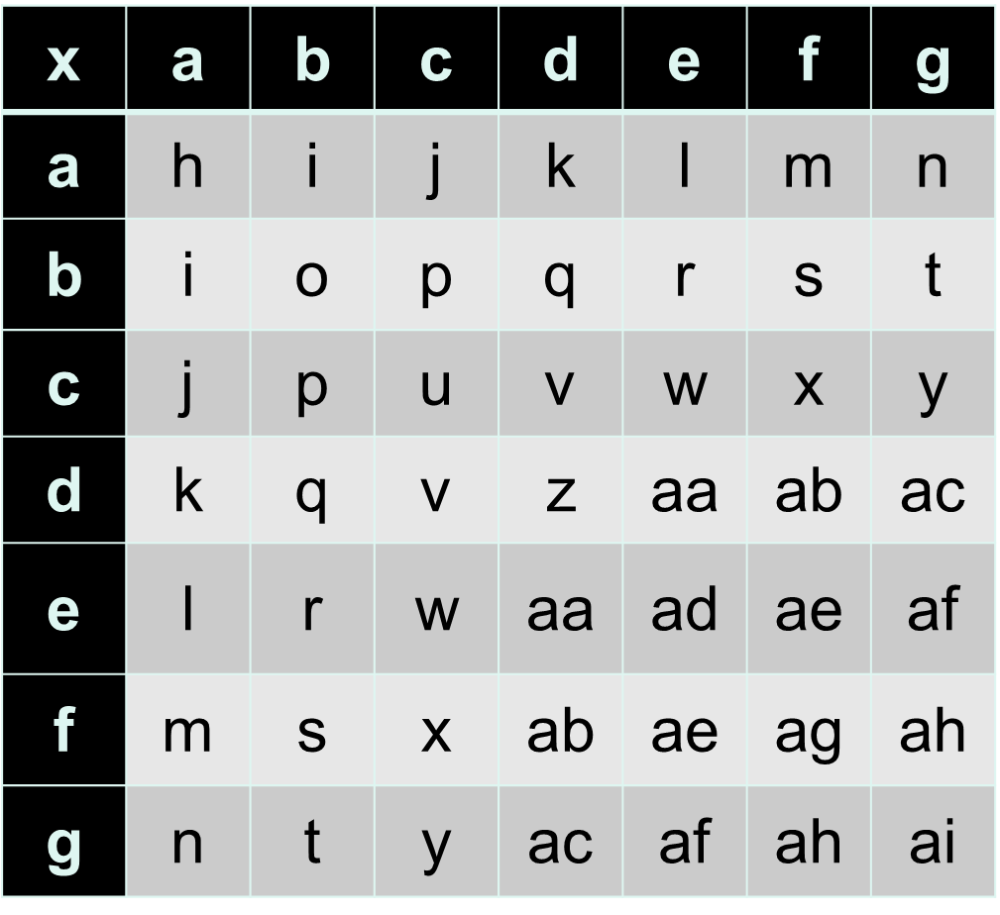 x a b c d e f g
a h i j k l m n
b i o p q r s t
c j p u v w x y
d k q v z aa ab ac
e l r w aa ad ae af
f m s x ab ae ag ah
g n t y ac af ah ai